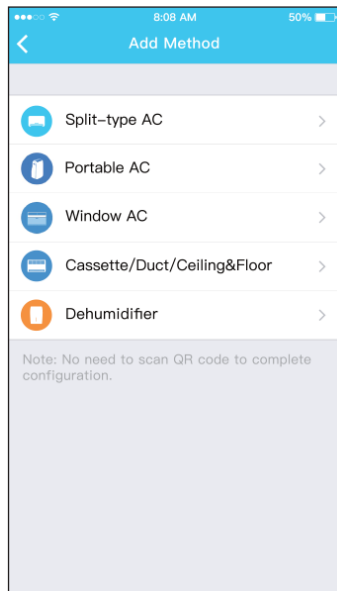 8:08 AM 50%
Add Method
Split-type AC
Portable AC
Window AC
Cassette/Duct/Ceiling&Floor
Dehumidifier
Note: No need to scan QR code to complete
configuration.